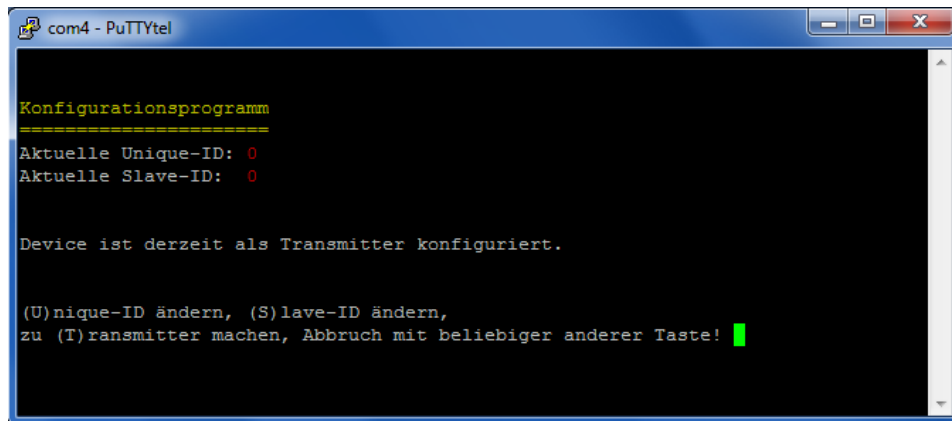 com4 - PuTTYtel
Konfigurationsprogramm
======================
Aktuelle Unique-ID: 0
Aktuelle Slave-ID: 0
Device ist derzeit als Transmitter konfiguriert.
(U)nique-ID ändern, (S)lave-ID ändern,
zu (T)ransmitter machen, Abbruch mit beliebiger anderer Taste!